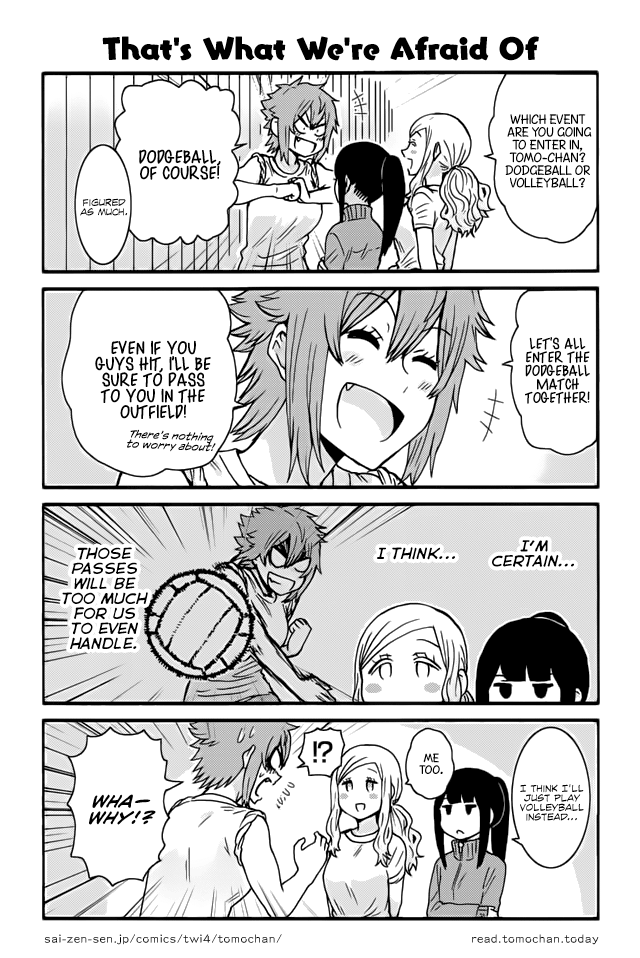 That's What We're Afraid Of
WHICH EVENT
ARE YOU GOING
TO ENTER IN,
TOMO-CHAN?
DODGEBALL OR
VOLLEYBALL?
DODGEBALL,
OF COURSE!
FIGURED
AS MUCH.
LET'S ALL
ENTER THE
DODGEBALL
MATCH
TOGETHER!
EVEN IF YOU
GUYS HIT, I'LL BE
SURE TO PASS
TO YOU IN THE
OUTFIELD!
There's nothing
to worry about!
I'M
CERTAIN...
I THINK...
THOSE
PASSES
WILL BE
TOO MUCH
FOR US
TO EVEN
HANDLE.
I THINK I'LL
JUST PLAY
VOLLEYBALL
INSTEAD...
ME
TOO.
!?
WHA—
WHY!?
sai-zen-sen.jp/comics/twi4/tomochan/
read.tomochan.today